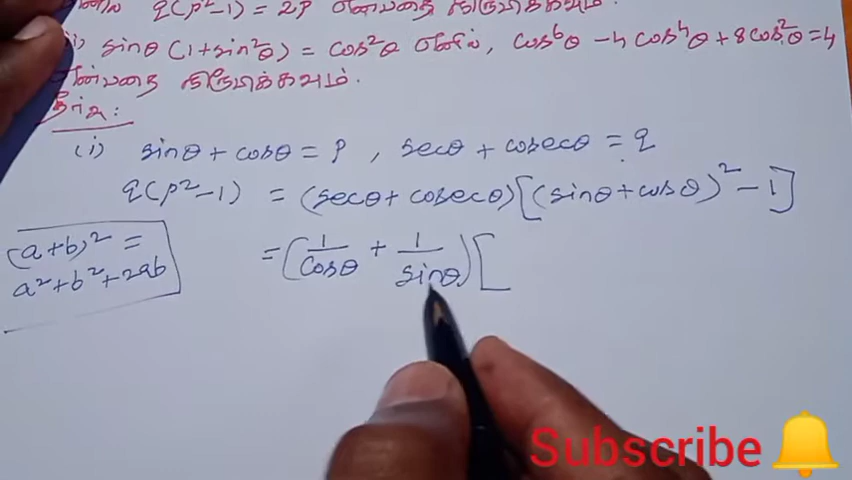 q(p²-1) = 2p என்பதை நிரூபிக்கவும்.
ii) sinθ (1+sin²θ) = cos²θ எனில், cos⁶θ - 4cos⁴θ + 8cos²θ = 4
என்பதை நிரூபிக்கவும்.
தீர்வு:
(i) sinθ + cosθ = p , secθ + cosecθ = q
q(p²-1) = (secθ + cosecθ)[(sinθ + cosθ)² - 1]
(a+b)² =
a²+b²+2ab
= (1/cosθ + 1/sinθ) [
Subscribe